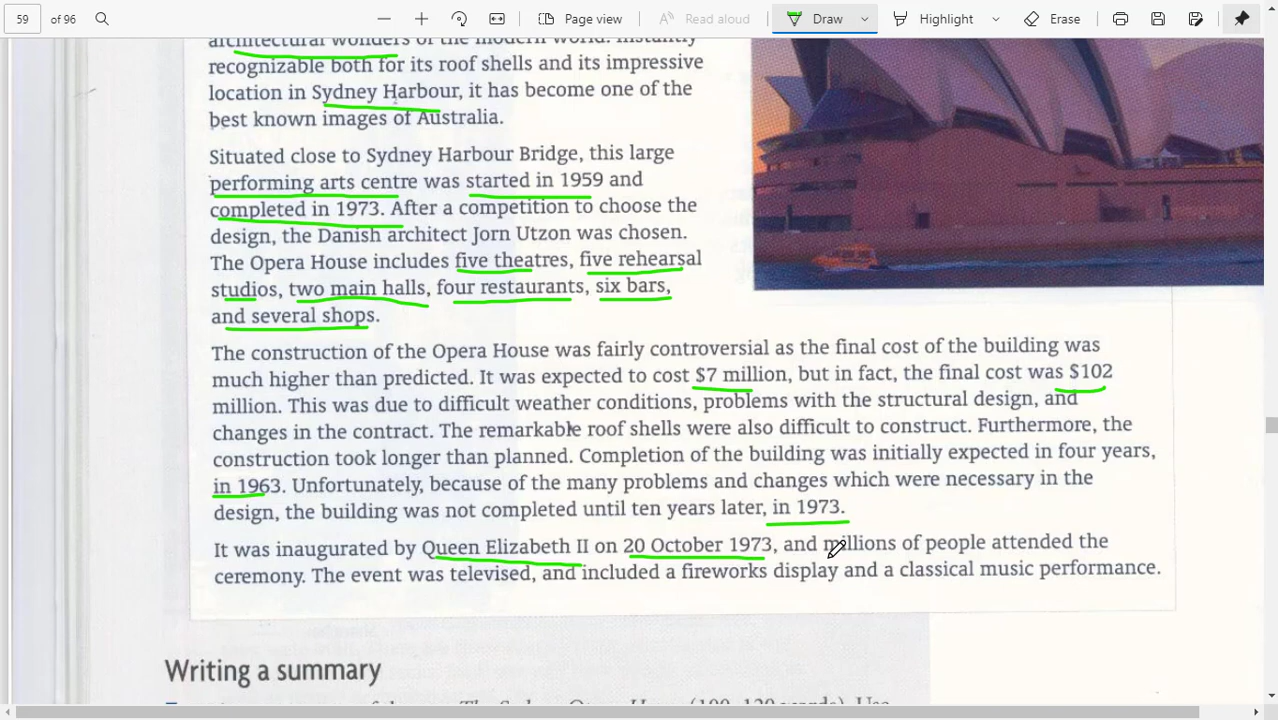 59 of 96 Page view Read aloud Draw Highlight Erase
architectural wonders of the modern world. Instantly
recognizable both for its roof shells and its impressive
location in Sydney Harbour, it has become one of the
best known images of Australia.
Situated close to Sydney Harbour Bridge, this large
performing arts centre was started in 1959 and
completed in 1973. After a competition to choose the
design, the Danish architect Jorn Utzon was chosen.
The Opera House includes five theatres, five rehearsal
studios, two main halls, four restaurants, six bars,
and several shops.
The construction of the Opera House was fairly controversial as the final cost of the building was
much higher than predicted. It was expected to cost $7 million, but in fact, the final cost was $102
million. This was due to difficult weather conditions, problems with the structural design, and
changes in the contract. The remarkable roof shells were also difficult to construct. Furthermore, the
construction took longer than planned. Completion of the building was initially expected in four years,
in 1963. Unfortunately, because of the many problems and changes which were necessary in the
design, the building was not completed until ten years later, in 1973.
It was inaugurated by Queen Elizabeth II on 20 October 1973, and millions of people attended the
ceremony. The event was televised, and included a fireworks display and a classical music performance.
Writing a summary
The Sydney Opera House (100–120 words). Use